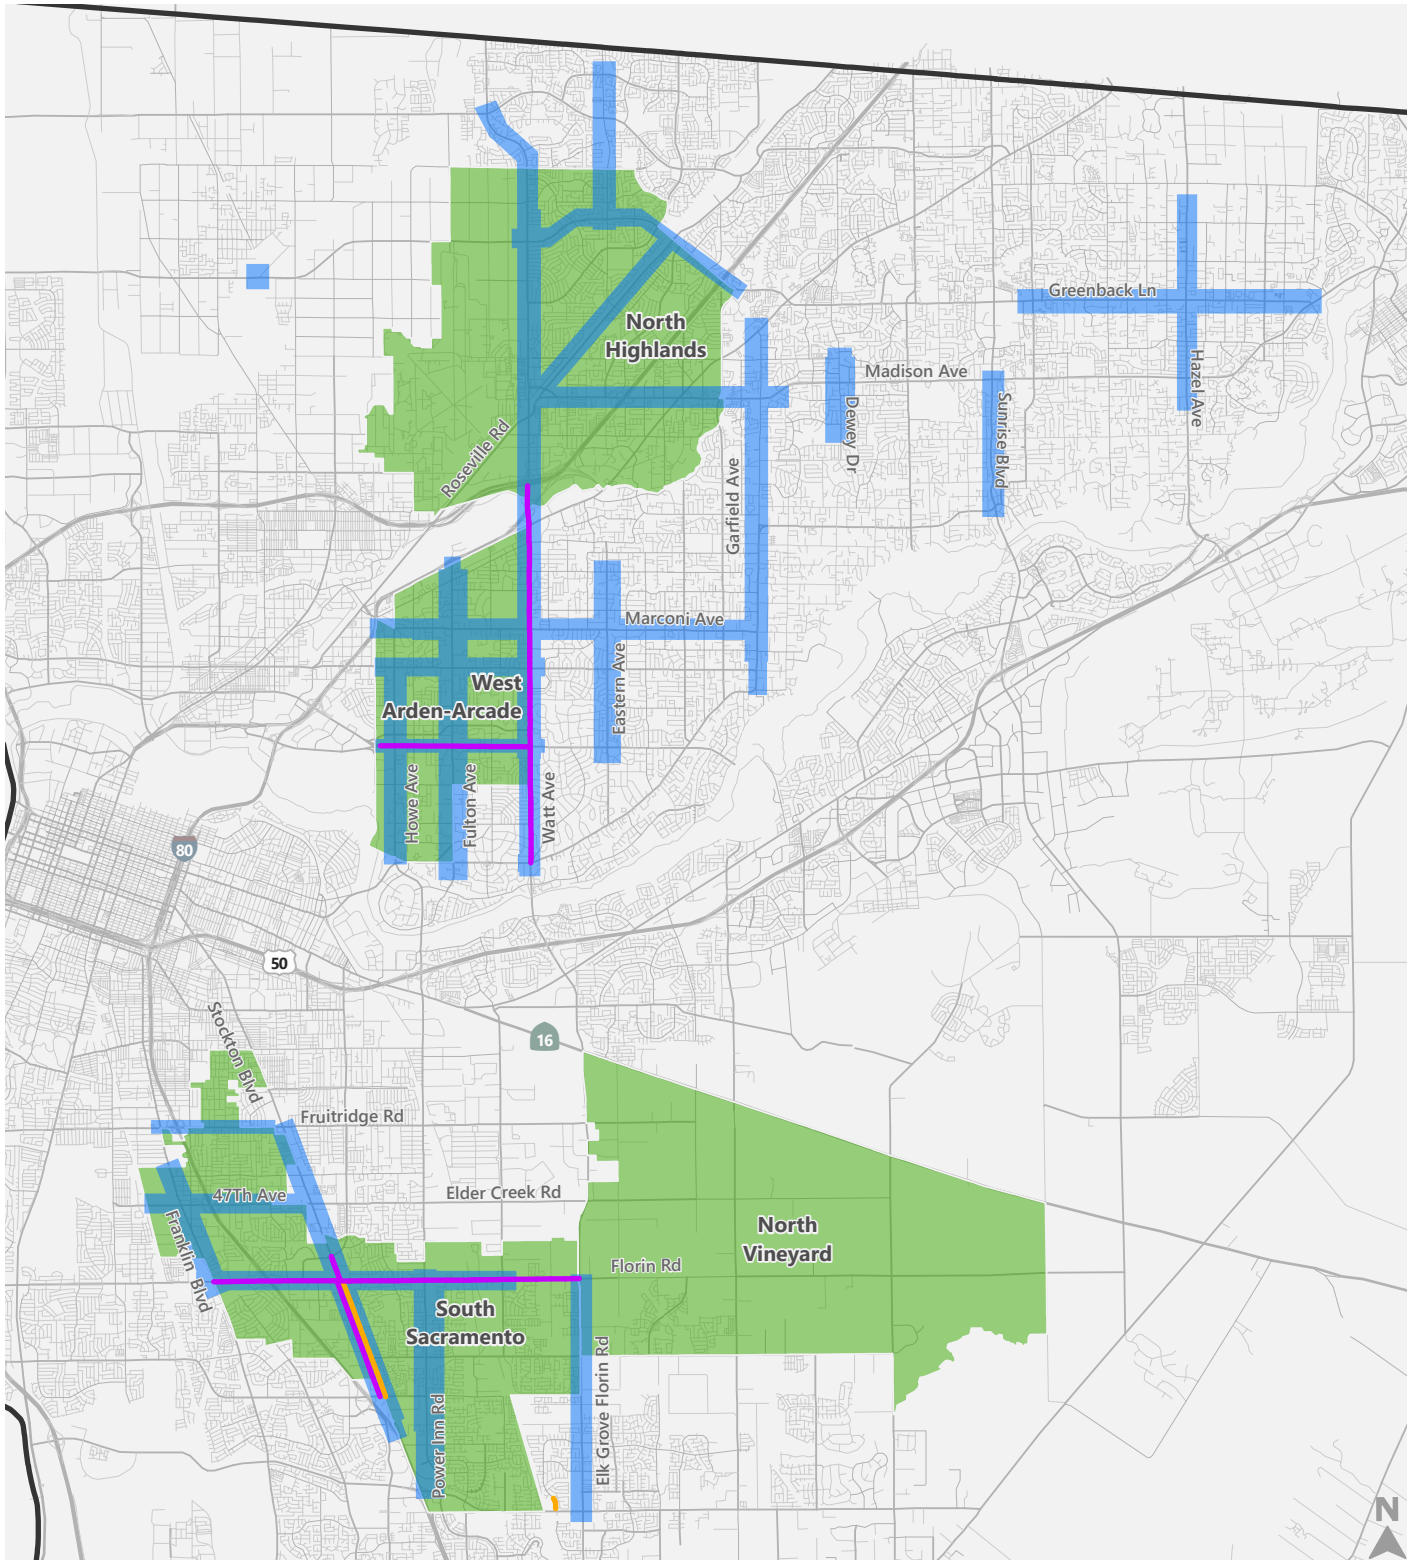 Greenback Ln
North
Highlands
Hazel Ave
Madison Ave
Dewey Dr
Sunrise Blvd
Roseville Rd
Garfield Ave
Marconi Ave
Eastern Ave
West
Arden-Arcade
Howe Ave
Fulton Ave
Watt Ave
80
50
Stockton Blvd
16
Fruitridge Rd
47Th Ave
Elder Creek Rd
Franklin Blvd
North
Vineyard
Florin Rd
South
Sacramento
Elk Grove Florin Rd
Power Inn Rd
N